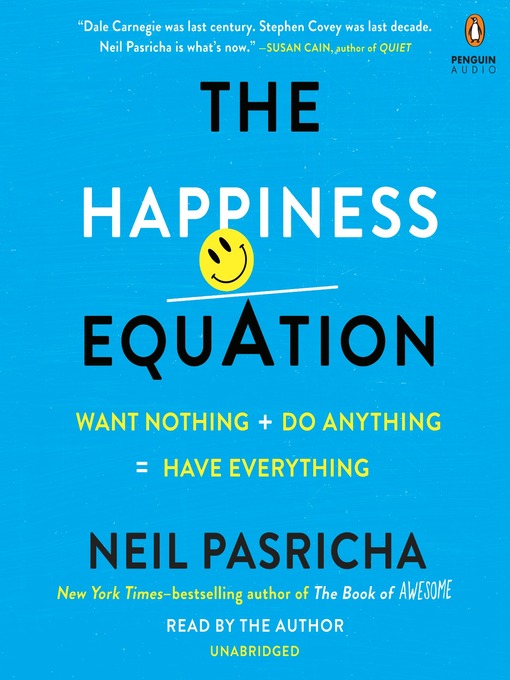 “Dale Carnegie was last century. Stephen Covey was last decade.
Neil Pasricha is what’s now.” —SUSAN CAIN, author of QUIET
PENGUIN
AUDIO
THE
HAPPINESS
EQUATION
WANT NOTHING + DO ANYTHING
= HAVE EVERYTHING
NEIL PASRICHA
New York Times–bestselling author of The Book of AWESOME
READ BY THE AUTHOR
UNABRIDGED